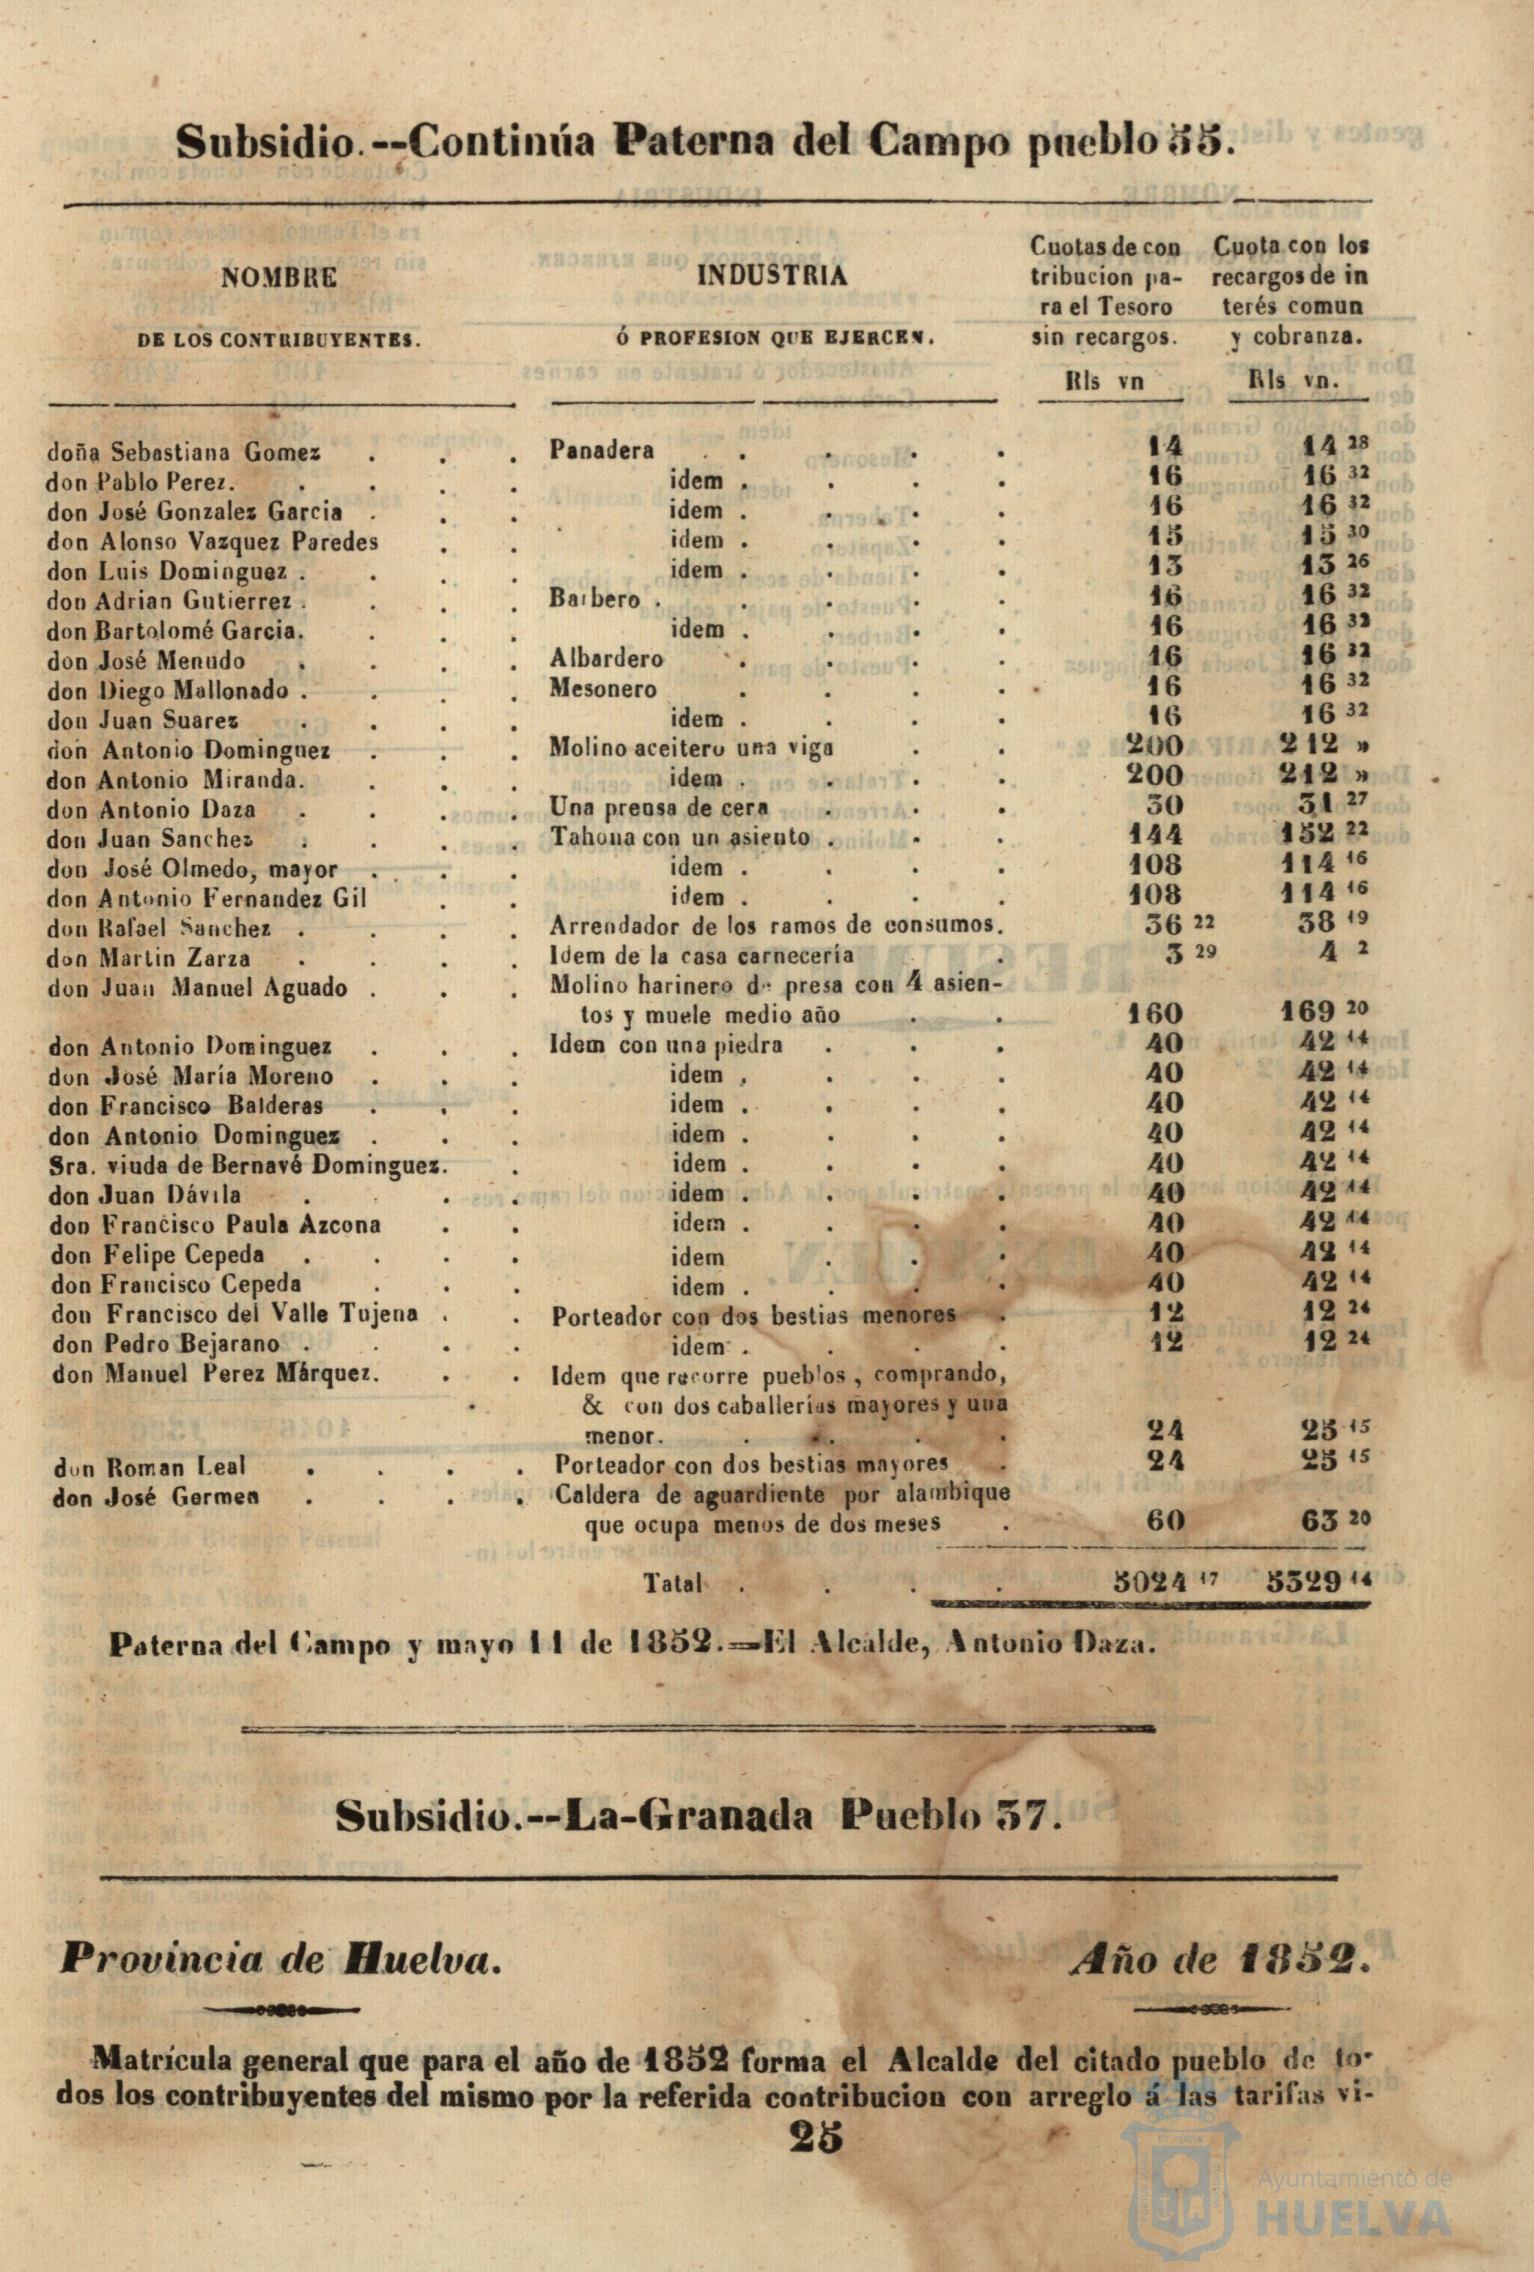 Subsidio.--Continúa Paterna del Campo pueblo 55.
NOMBRE
DE LOS CONTRIBUYENTES.
INDUSTRIA
Ó PROFESION QUE EJERCEN.
Cuotas de con
tribucion pa-
ra el Tesoro
sin recargos.
Rls vn
Cuota con los
recargos de in
terés comun
y cobranza.
Rls vn.
doña Sebastiana Gomez . . . Panadera . . . . 14 14 28
don Pablo Perez. . . . . idem . . . . 16 16 32
don José Gonzalez Garcia . . . idem . . . . 16 16 32
don Alonso Vazquez Paredes . . idem . . . . 15 15 30
don Luis Dominguez . . . . idem . . . . 13 13 26
don Adrian Gutierrez . . . . Barbero . . . . . 16 16 32
don Bartolomé Garcia. . . . idem . . . . 16 16 32
don José Menudo . . . . Albardero . . . . 16 16 32
don Diego Mallonado . . . . Mesonero . . . . 16 16 32
don Juan Suarez . . . . idem . . . . 16 16 32
don Antonio Dominguez . . . Molino aceitero una viga . . 200 212 »
don Antonio Miranda. . . . idem . . . . 200 212 »
don Antonio Daza . . . . Una prensa de cera . . . 30 31 27
don Juan Sanchez . . . . Tahona con un asiento . . . 144 152 22
don José Olmedo, mayor . . . idem . . . . 108 114 16
don Antonio Fernandez Gil . . idem . . . . 108 114 16
don Rafael Sanchez . . . . Arrendador de los ramos de consumos. 36 22 38 19
don Martin Zarza . . . . Idem de la casa carnecería . 3 29 4 2
don Juan Manuel Aguado . . . Molino harinero de presa con 4 asien-
tos y muele medio año . . 160 169 20
don Antonio Dominguez . . . Idem con una piedra . . . 40 42 14
don José María Moreno . . . idem , . . . 40 42 14
don Francisco Balderas . . . idem . . . . 40 42 14
don Antonio Dominguez . . . idem . . . . 40 42 14
Sra. viuda de Bernavé Dominguez. . idem . . . . 40 42 14
don Juan Dávila . . . . idem . . . . 40 42 14
don Francisco Paula Azcona . . idem . . . . 40 42 14
don Felipe Cepeda . . . . idem . . . 40 42 14
don Francisco Cepeda . . . idem . . . . 40 42 14
don Francisco del Valle Tujena . . Porteador con dos bestias menores . 12 12 24
don Pedro Bejarano . . . . idem . . . . 12 12 24
don Manuel Perez Márquez. . . Idem que recorre pueblos, comprando,
& con dos caballerías mayores y una
menor. . . . . 24 25 15
don Roman Leal . . . . Porteador con dos bestias mayores . 24 25 15
don José Germen . . . . Caldera de aguardiente por alambique
que ocupa menos de dos meses . 60 63 20
Tatal . . . . 5024 17 5329 14
Paterna del Campo y mayo 11 de 1852.=El Alcalde, Antonio Daza.
Subsidio.--La-Granada Pueblo 37.
Provincia de Huelva. Año de 1852.
Matrícula general que para el año de 1852 forma el Alcalde del citado pueblo de to-
dos los contribuyentes del mismo por la referida contribucion con arreglo á las tarifas vi-
25
Ayuntamiento de
HUELVA